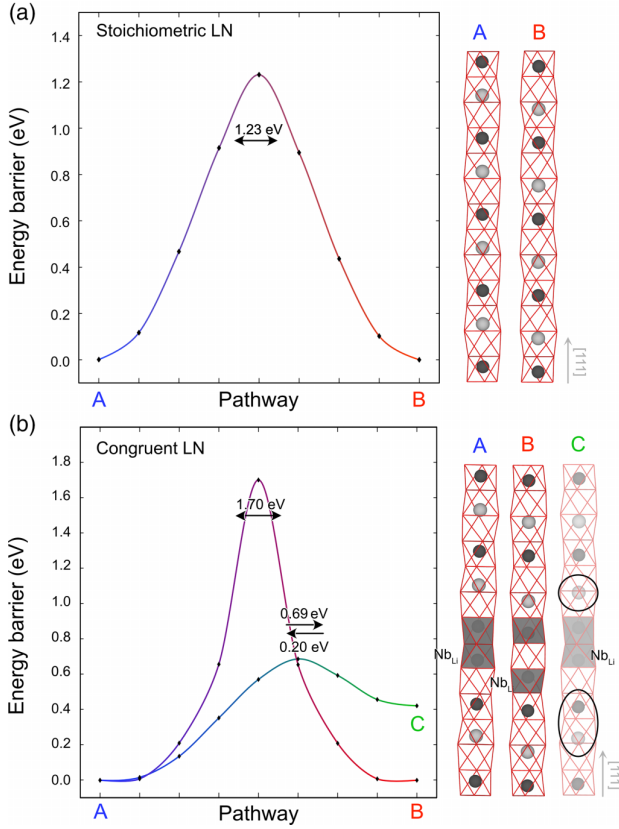 (a)
Stoichiometric LN
A
B
1.4
1.2
1.0
0.8
0.6
0.4
0.2
0.0
Energy barrier (eV)
1.23 eV
A
Pathway
B
[111]
(b)
Congruent LN
A
B
C
1.8
1.6
1.4
1.2
1.0
0.8
0.6
0.4
0.2
0.0
Energy barrier (eV)
1.70 eV
0.69 eV
0.20 eV
C
A
Pathway
B
NbLi
NbL
NbLi
[111]